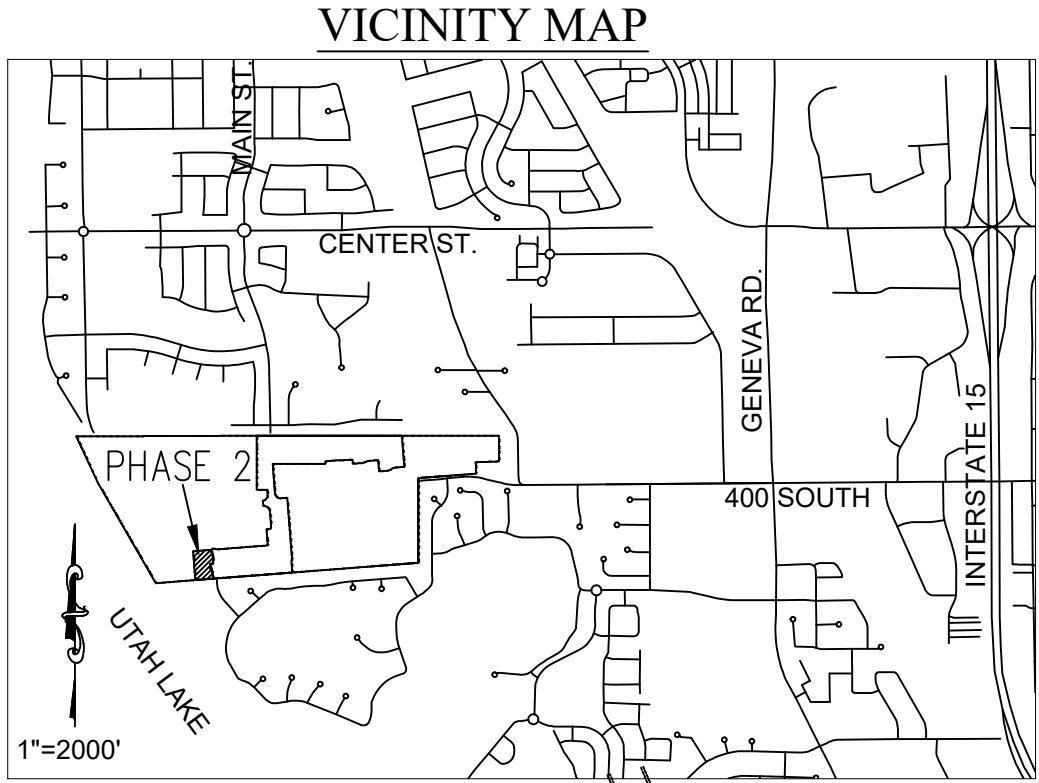 VICINITY MAP
MAIN ST.
CENTER ST.
GENEVA RD.
PHASE 2
400 SOUTH
INTERSTATE 15
UTAH LAKE
1"=2000'